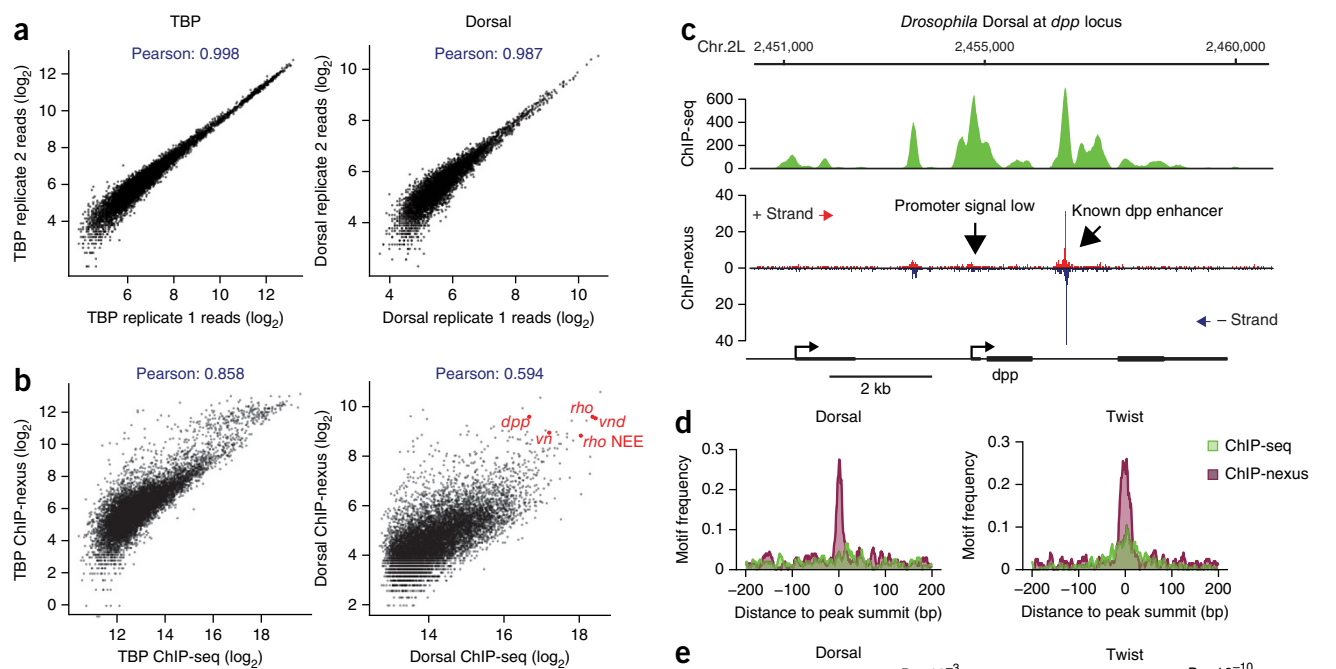 a
TBP
Pearson: 0.998
TBP replicate 2 reads (log2)
12
10
8
6
4
6 8 10 12
TBP replicate 1 reads (log2)
Dorsal
Pearson: 0.987
Dorsal replicate 2 reads (log2)
10
8
6
4
4 6 8 10
Dorsal replicate 1 reads (log2)
b
Pearson: 0.858
TBP ChIP-nexus (log2)
12
10
8
6
4
2
0
12 14 16 18
TBP ChIP-seq (log2)
Pearson: 0.594
Dorsal ChIP-nexus (log2)
10
8
6
4
2
dpp
vn
rho
vnd
rho NEE
14 16 18
Dorsal ChIP-seq (log2)
c
Drosophila Dorsal at dpp locus
Chr.2L 2,451,000 2,455,000 2,460,000
ChIP-seq
600
400
200
0
ChIP-nexus
40
20
0
20
40
+ Strand
Promoter signal low
Known dpp enhancer
– Strand
2 kb
dpp
d
Dorsal
Motif frequency
0.3
0.2
0.1
0
–200 –100 0 100 200
Distance to peak summit (bp)
Twist
Motif frequency
0.3
0.2
0.1
0
–200 –100 0 100 200
Distance to peak summit (bp)
ChIP-seq
ChIP-nexus
e
Dorsal
Twist